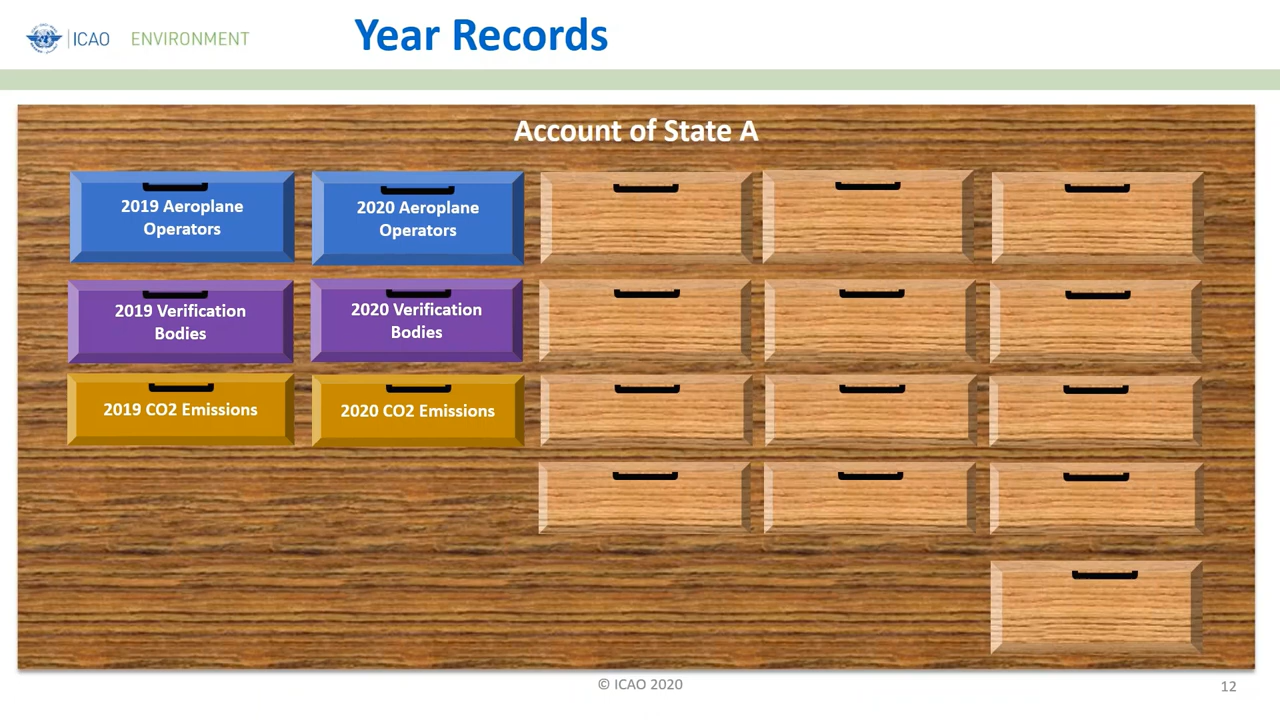 ICAO ENVIRONMENT
Year Records
Account of State A
2019 Aeroplane
Operators
2020 Aeroplane
Operators
2019 Verification
Bodies
2020 Verification
Bodies
2019 CO2 Emissions
2020 CO2 Emissions
© ICAO 2020
12